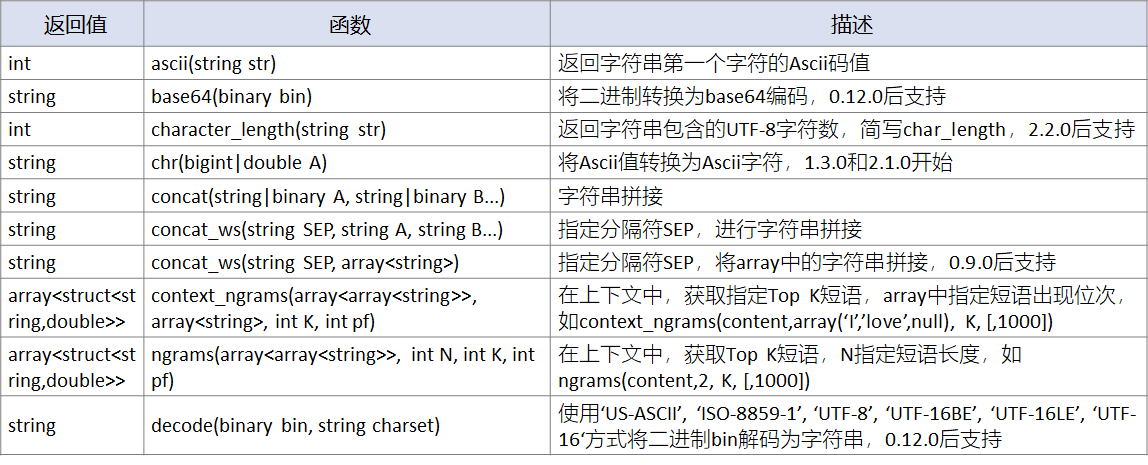 返回值 函数 描述
int ascii(string str) 返回字符串第一个字符的Ascii码值
string base64(binary bin) 将二进制转换为base64编码，0.12.0后支持
int character_length(string str) 返回字符串包含的UTF-8字符数，简写char_length，2.2.0后支持
string chr(bigint|double A) 将Ascii值转换为Ascii字符，1.3.0和2.1.0开始
string concat(string|binary A, string|binary B...) 字符串拼接
string concat_ws(string SEP, string A, string B...) 指定分隔符SEP，进行字符串拼接
string concat_ws(string SEP, array<string>) 指定分隔符SEP，将array中的字符串拼接，0.9.0后支持
array<struct<st
ring,double>>
context_ngrams(array<array<string>>,
array<string>, int K, int pf)
在上下文中，获取指定Top K短语，array中指定短语出现位次，
如context_ngrams(content,array(‘I’,’love’,null), K, [,1000])
array<struct<st
ring,double>>
ngrams(array<array<string>>, int N, int K, int
pf)
在上下文中，获取Top K短语，N指定短语长度，如
ngrams(content,2, K, [,1000])
string decode(binary bin, string charset)
使用‘US-ASCII’, ‘ISO-8859-1’, ‘UTF-8’, ‘UTF-16BE’, ‘UTF-16LE’, ‘UTF-
16‘方式将二进制bin解码为字符串，0.12.0后支持